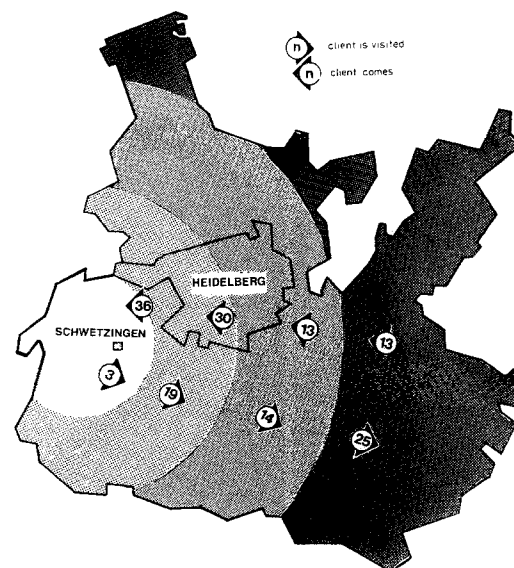 n client is visited
n client comes
HEIDELBERG
36
30
SCHWETZINGEN
13
13
3
19
14
25